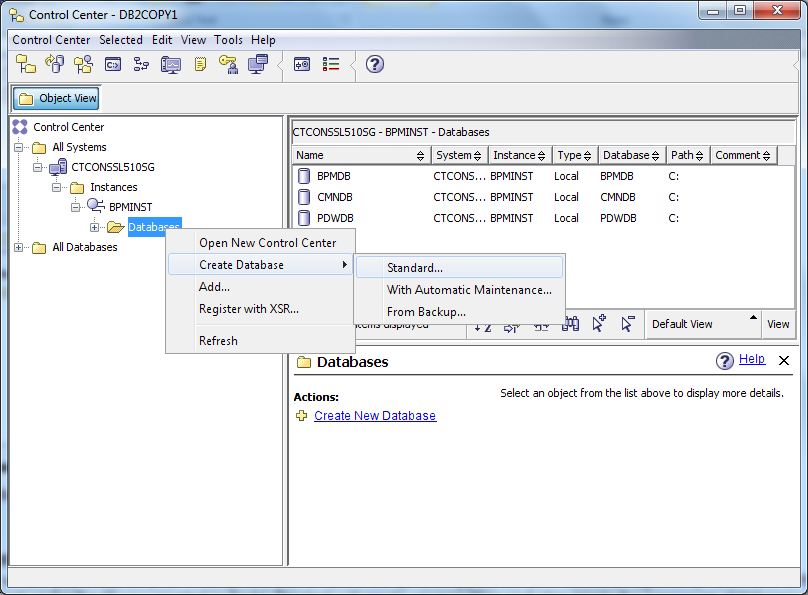 Control Center - DB2COPY1
Control Center Selected Edit View Tools Help
Object View
Control Center
All Systems
CTCONSSL510SG
Instances
BPMINST
Databases
All Databases
CTCONSSL510SG - BPMINST - Databases
Name System Instance Type Database Path Comment
BPMDB CTCONS... BPMINST Local BPMDB C:
CMNDB CTCONS... BPMINST Local CMNDB C:
PDWDB CTCONS... BPMINST Local PDWDB C:
Open New Control Center
Create Database
Add...
Register with XSR...
Refresh
Standard...
With Automatic Maintenance...
From Backup...
displayed
Default View View
Databases
Help
Actions:
Select an object from the list above to display more details.
Create New Database